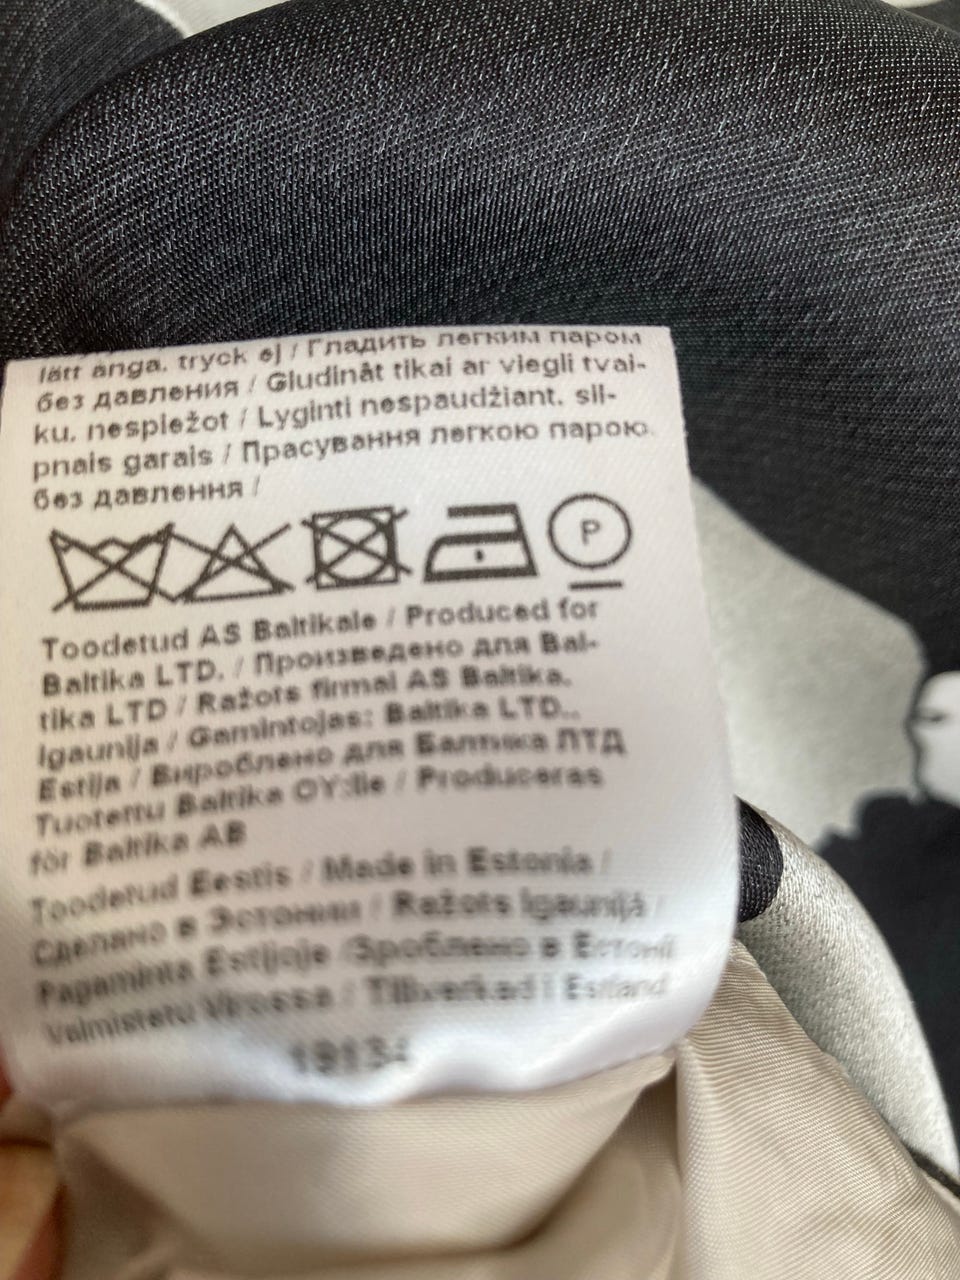 lätt ånga. tryck ej / Гладить легким паром
без давления / Gludināt tikai ar viegli tvai-
ku, nespiežot / Lyginti nespaudžiant. sil-
pnais garais / Прасування легкою парою.
без давлення /
P
Toodetud AS Baltikale / Produced for
Baltika LTD. / Произведено для Bal-
tika LTD / Ražots firmai AS Baltika.
Igaunija / Gamintojas: Baltika LTD.,
Estija / Вироблено для Балтика ЛТД
Tuotettu Baltika OY:lle / Produceras
för Baltika AB
Toodetud Eestis / Made in Estonia /
Сделано в Эстонии / Ražots Igaunijā /
Pagaminta Estijoje /Зроблено в Естонії
Valmistetu Virossa / Tillverkad i Estland